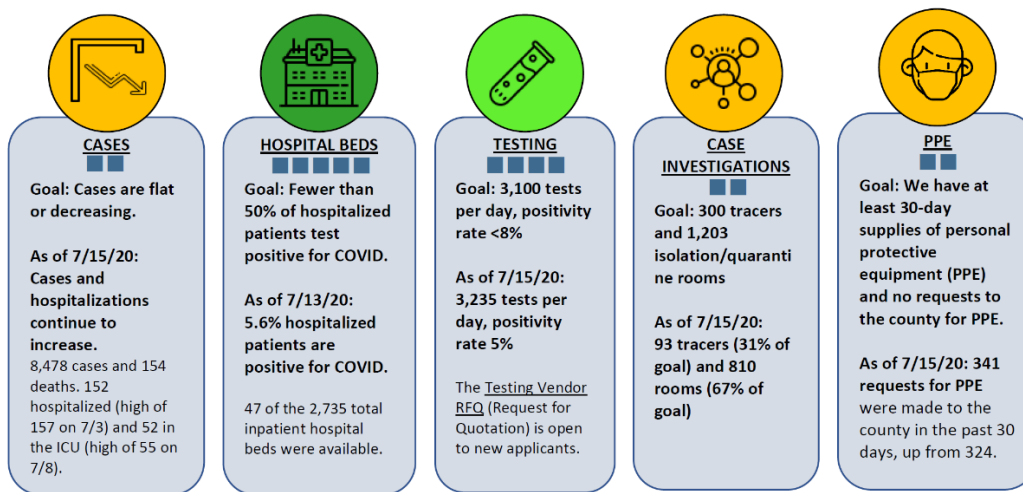 CASES
Goal: Cases are flat
or decreasing.
As of 7/15/20:
Cases and
hospitalizations
continue to
increase.
8,478 cases and 154
deaths. 152
hospitalized (high of
157 on 7/3) and 52 in
the ICU (high of 55 on
7/8).
HOSPITAL BEDS
Goal: Fewer than
50% of hospitalized
patients test
positive for COVID.
As of 7/13/20:
5.6% hospitalized
patients are
positive for COVID.
47 of the 2,735 total
inpatient hospital
beds were available.
TESTING
Goal: 3,100 tests
per day, positivity
rate <8%
As of 7/15/20:
3,235 tests per
day, positivity
rate 5%
The Testing Vendor
RFQ (Request for
Quotation) is open
to new applicants.
CASE
INVESTIGATIONS
Goal: 300 tracers
and 1,203
isolation/quaranti
ne rooms
As of 7/15/20:
93 tracers (31% of
goal) and 810
rooms (67% of
goal)
PPE
Goal: We have at
least 30-day
supplies of personal
protective
equipment (PPE)
and no requests to
the county for PPE.
As of 7/15/20: 341
requests for PPE
were made to the
county in the past 30
days, up from 324.